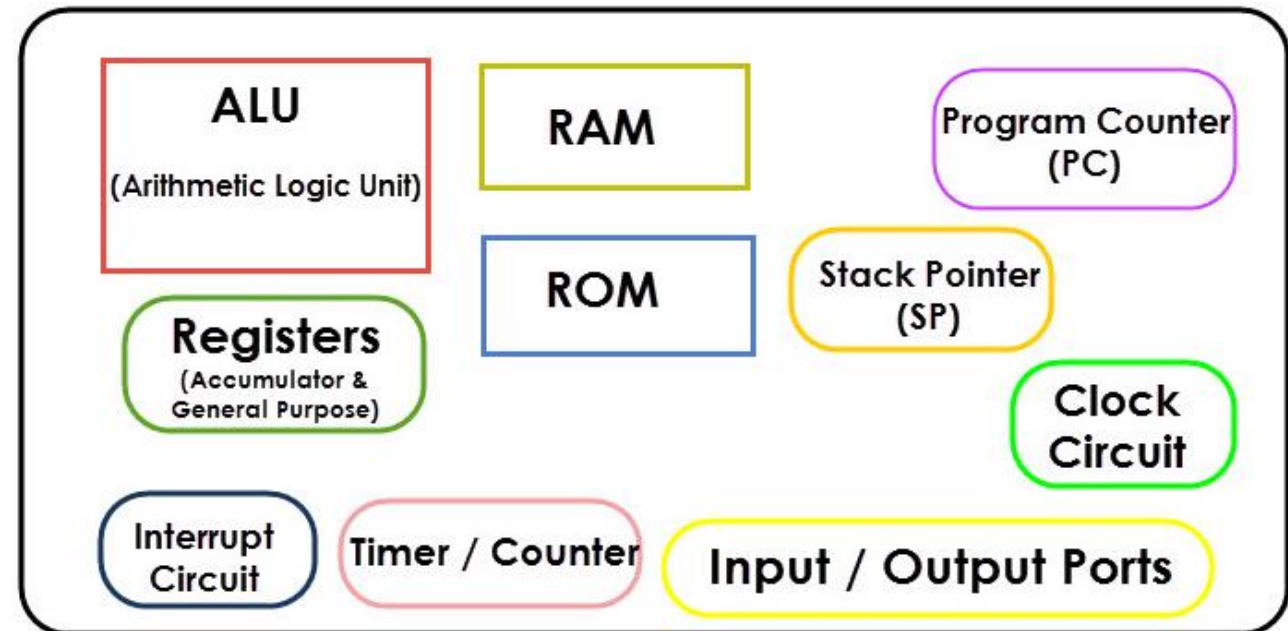 ALU
(Arithmetic Logic Unit)
RAM
Program Counter
(PC)
ROM
Stack Pointer
(SP)
Registers
(Accumulator &
General Purpose)
Clock
Circuit
Interrupt
Circuit
Timer / Counter
Input / Output Ports